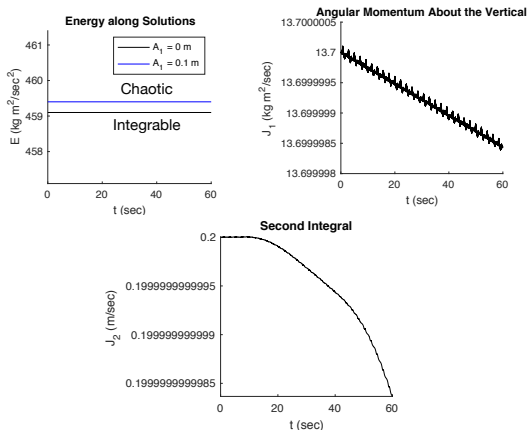 Energy along Solutions
461
460
459
458
E (kg m²/sec²)
A₁ = 0 m
A₁ = 0.1 m
Chaotic
Integrable
0 20 40 60
t (sec)
Angular Momentum About the Vertical
13.7000005
13.7
13.6999995
13.699999
13.6999985
13.699998
J₁ (kg m²/sec)
0 20 40 60
t (sec)
Second Integral
0.2
0.1999999999995
0.199999999999
0.1999999999985
J₂ (m/sec)
0 20 40 60
t (sec)